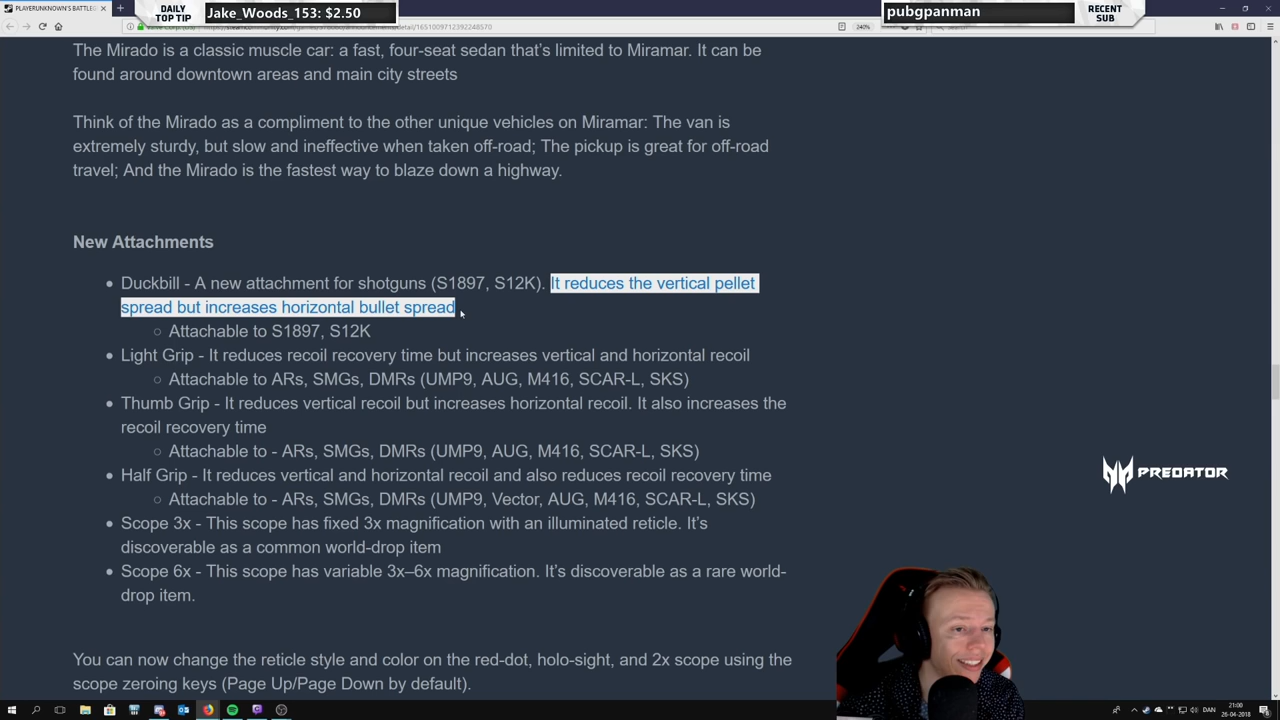 DAILY
TOP TIP
Jake_Woods_153: $2.50
pubgpanman
RECENT
SUB
PLAYERUNKNOWN'S BATTLEG
240%
Search
The Mirado is a classic muscle car: a fast, four-seat sedan that’s limited to Miramar. It can be
found around downtown areas and main city streets
Think of the Mirado as a compliment to the other unique vehicles on Miramar: The van is
extremely sturdy, but slow and ineffective when taken off-road; The pickup is great for off-road
travel; And the Mirado is the fastest way to blaze down a highway.
New Attachments
Duckbill - A new attachment for shotguns (S1897, S12K). It reduces the vertical pellet
spread but increases horizontal bullet spread
Attachable to S1897, S12K
Light Grip - It reduces recoil recovery time but increases vertical and horizontal recoil
Attachable to ARs, SMGs, DMRs (UMP9, AUG, M416, SCAR-L, SKS)
Thumb Grip - It reduces vertical recoil but increases horizontal recoil. It also increases the
recoil recovery time
Attachable to - ARs, SMGs, DMRs (UMP9, AUG, M416, SCAR-L, SKS)
Half Grip - It reduces vertical and horizontal recoil and also reduces recoil recovery time
Attachable to - ARs, SMGs, DMRs (UMP9, Vector, AUG, M416, SCAR-L, SKS)
PREDATOR
Scope 3x - This scope has fixed 3x magnification with an illuminated reticle. It’s
discoverable as a common world-drop item
Scope 6x - This scope has variable 3x–6x magnification. It’s discoverable as a rare world-
drop item.
You can now change the reticle style and color on the red-dot, holo-sight, and 2x scope using the
scope zeroing keys (Page Up/Page Down by default).
DAN
21:00
26-04-2018